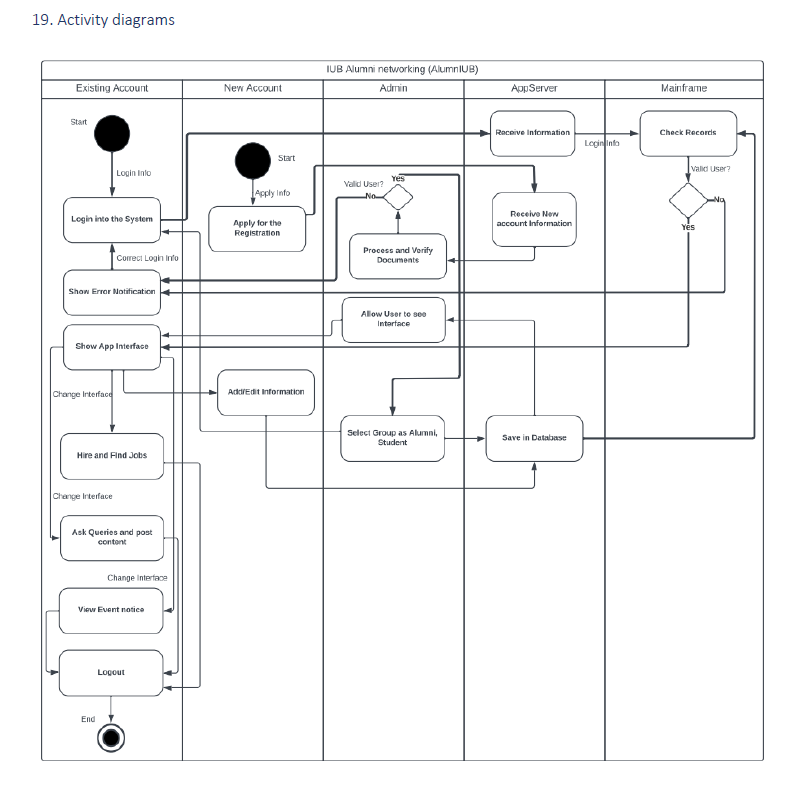 19. Activity diagrams
IUB Alumni networking (AlumnIUB)
Existing Account
New Account
Admin
AppServer
Mainframe
Start
Receive Information
Login Info
Check Records
Start
Login Info
Valid User?
Apply Info
Valid User?
Yes
No
No
Yes
Login into the System
Apply for the
Registration
Receive New
account Information
Process and Verify
Documents
Correct Login Info
Show Error Notification
Allow User to see
Interface
Show App Interface
Change Interface
Add/Edit Information
Select Group as Alumni,
Student
Save in Database
Hire and Find Jobs
Change Interface
Ask Queries and post
content
Change Interface
View Event notice
Logout
End